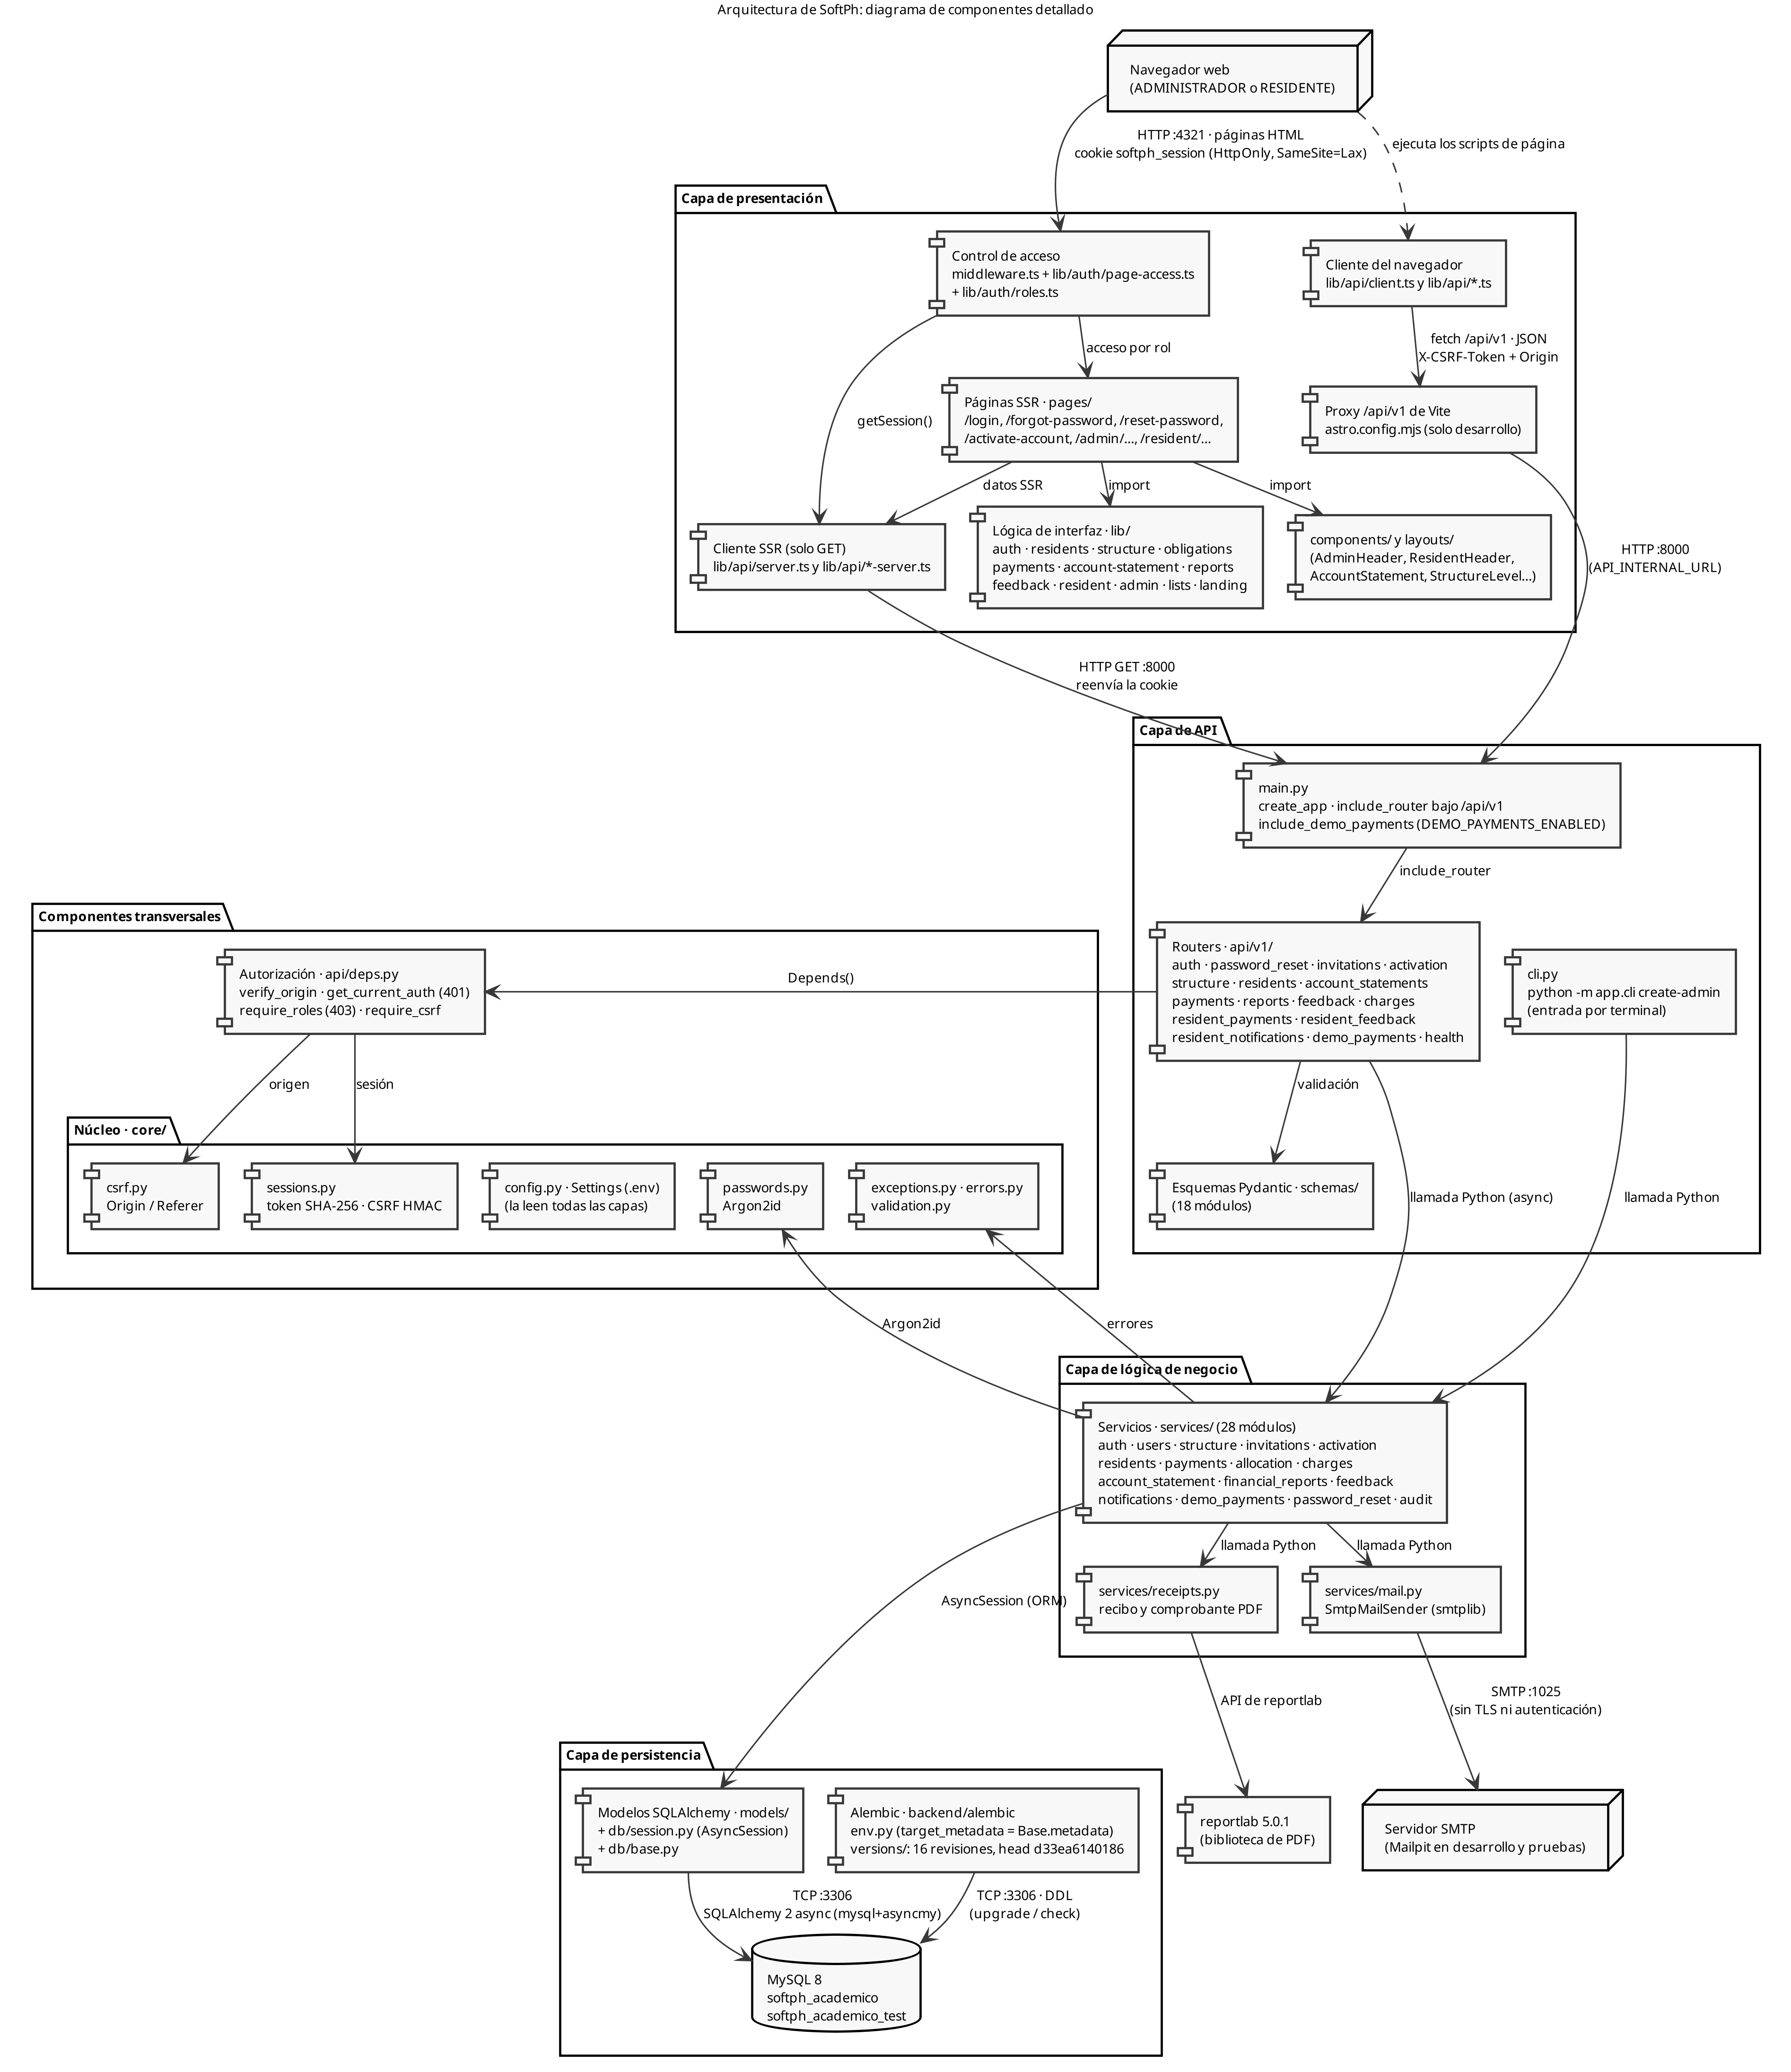 Arquitectura de SoftPh: diagrama de componentes detallado
Navegador web
(ADMINISTRADOR o RESIDENTE)
HTTP :4321 · páginas HTML
cookie softph_session (HttpOnly, SameSite=Lax)
ejecuta los scripts de página
Capa de presentación
Control de acceso
middleware.ts + lib/auth/page-access.ts
+ lib/auth/roles.ts
Cliente del navegador
lib/api/client.ts y lib/api/*.ts
acceso por rol
fetch /api/v1 · JSON
X-CSRF-Token + Origin
getSession()
Páginas SSR · pages/
/login, /forgot-password, /reset-password,
/activate-account, /admin/..., /resident/...
Proxy /api/v1 de Vite
astro.config.mjs (solo desarrollo)
datos SSR
import
import
Cliente SSR (solo GET)
lib/api/server.ts y lib/api/*-server.ts
Lógica de interfaz · lib/
auth · residents · structure · obligations
payments · account-statement · reports
feedback · resident · admin · lists · landing
components/ y layouts/
(AdminHeader, ResidentHeader,
AccountStatement, StructureLevel...)
HTTP :8000
(API_INTERNAL_URL)
HTTP GET :8000
reenvía la cookie
Capa de API
main.py
create_app · include_router bajo /api/v1
include_demo_payments (DEMO_PAYMENTS_ENABLED)
include_router
Componentes transversales
Autorización · api/deps.py
verify_origin · get_current_auth (401)
require_roles (403) · require_csrf
Depends()
Routers · api/v1/
auth · password_reset · invitations · activation
structure · residents · account_statements
payments · reports · feedback · charges
resident_payments · resident_feedback
resident_notifications · demo_payments · health
cli.py
python -m app.cli create-admin
(entrada por terminal)
origen
sesión
validación
Núcleo · core/
csrf.py
Origin / Referer
sessions.py
token SHA-256 · CSRF HMAC
config.py · Settings (.env)
(la leen todas las capas)
passwords.py
Argon2id
exceptions.py · errors.py
validation.py
Esquemas Pydantic · schemas/
(18 módulos)
llamada Python (async)
llamada Python
Argon2id
errores
Capa de lógica de negocio
Servicios · services/ (28 módulos)
auth · users · structure · invitations · activation
residents · payments · allocation · charges
account_statement · financial_reports · feedback
notifications · demo_payments · password_reset · audit
llamada Python
llamada Python
AsyncSession (ORM)
services/receipts.py
recibo y comprobante PDF
services/mail.py
SmtpMailSender (smtplib)
API de reportlab
SMTP :1025
(sin TLS ni autenticación)
Capa de persistencia
Modelos SQLAlchemy · models/
+ db/session.py (AsyncSession)
+ db/base.py
Alembic · backend/alembic
env.py (target_metadata = Base.metadata)
versions/: 16 revisiones, head d33ea6140186
reportlab 5.0.1
(biblioteca de PDF)
Servidor SMTP
(Mailpit en desarrollo y pruebas)
TCP :3306
SQLAlchemy 2 async (mysql+asyncmy)
TCP :3306 · DDL
(upgrade / check)
MySQL 8
softph_academico
softph_academico_test